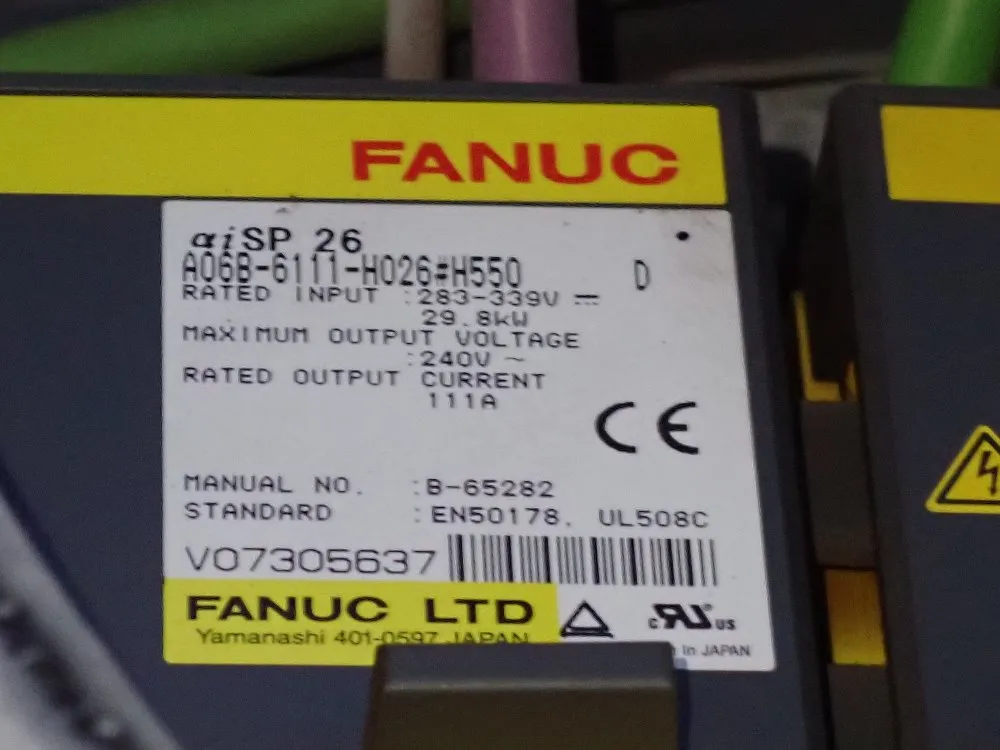 FANUC
αiSP 26
A06B-6111-H026#H550 D
RATED INPUT :283-339V ⎓
29.8kW
MAXIMUM OUTPUT VOLTAGE
:240V ~
RATED OUTPUT CURRENT
111A
CE
MANUAL NO. :B-65282
STANDARD :EN50178, UL508C
V07305637
FANUC LTD
Yamanashi 401-0597 JAPAN
c RU us
In JAPAN